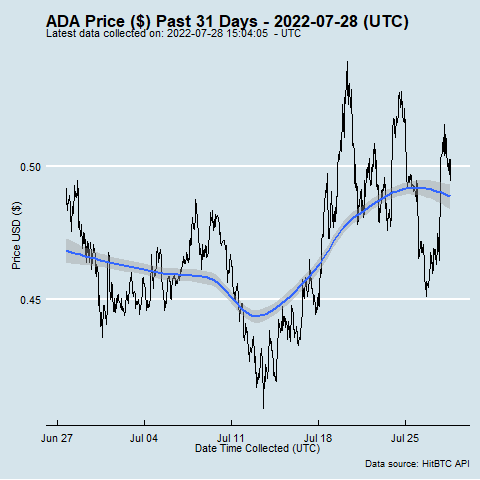 ADA Price ($) Past 31 Days - 2022-07-28 (UTC)
Latest data collected on: 2022-07-28 15:04:05 - UTC
Price USD ($)
0.50
0.45
Jun 27 Jul 04 Jul 11 Jul 18 Jul 25
Date Time Collected (UTC)
Data source: HitBTC API